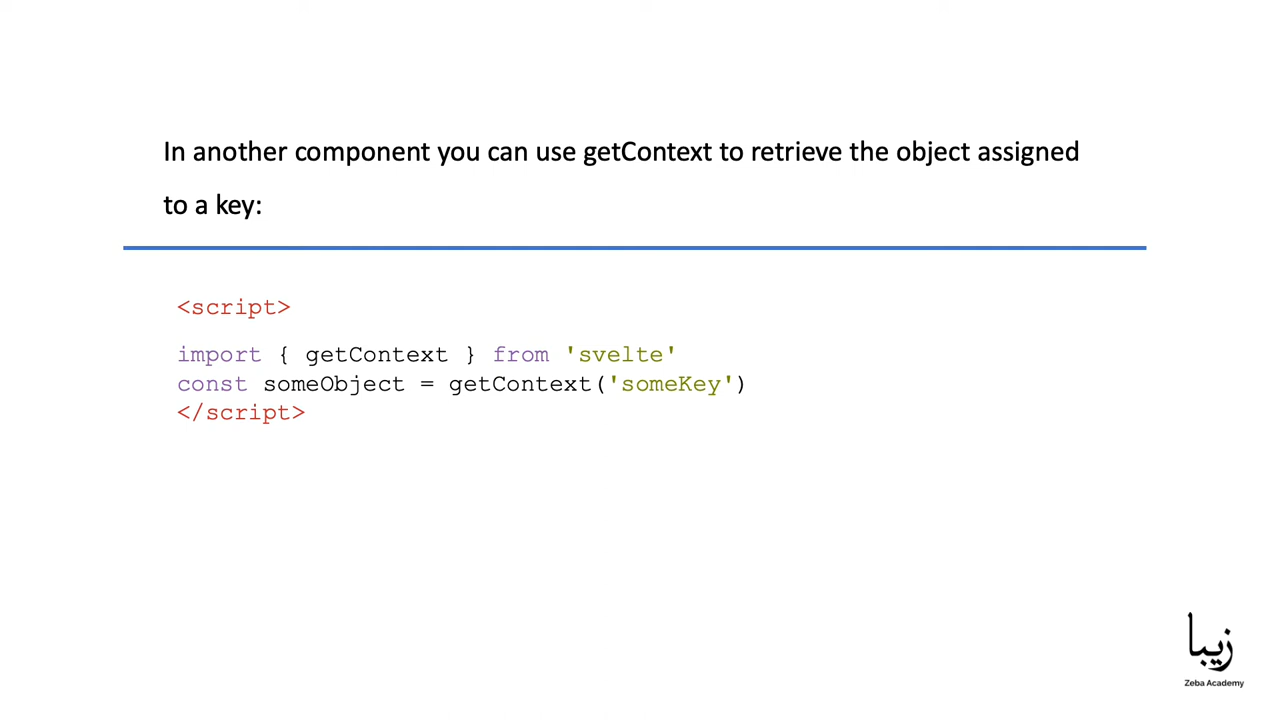 In another component you can use getContext to retrieve the object assigned
to a key:
<script>
import { getContext } from 'svelte'
const someObject = getContext('someKey')
</script>
زيبا
Zeba Academy